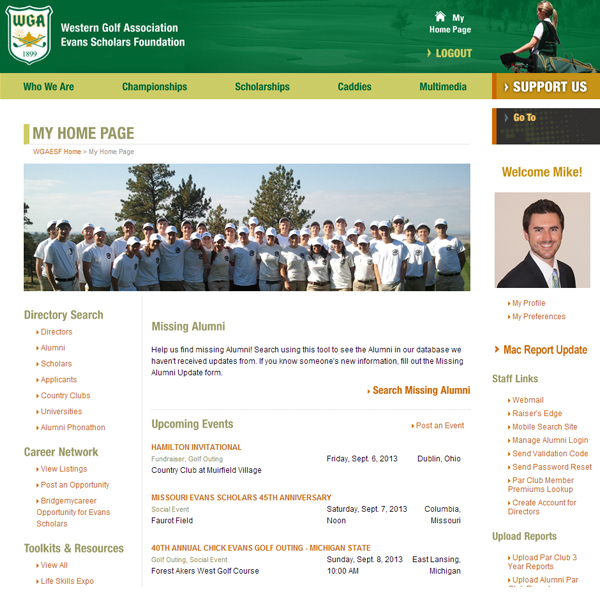 WGA
1899
Western Golf Association
Evans Scholars Foundation
My
Home Page
LOGOUT
Who We Are
Championships
Scholarships
Caddies
Multimedia
SUPPORT US
Go To
MY HOME PAGE
WGAESF Home > My Home Page
Welcome Mike!
My Profile
My Preferences
Mac Report Update
Staff Links
Webmail
Raiser's Edge
Mobile Search Site
Manage Alumni Login
Send Validation Code
Send Password Reset
Par Club Member
Premiums Lookup
Create Account for
Directors
Upload Reports
Upload Par Club 3
Year Reports
Upload Alumni Par
Directory Search
Directors
Alumni
Scholars
Applicants
Country Clubs
Universities
Alumni Phonathon
Career Network
View Listings
Post an Opportunity
Bridgemycareer
Opportunity for Evans
Scholars
Toolkits & Resources
View All
Life Skills Expo
Missing Alumni
Help us find missing Alumni! Search using this tool to see the Alumni in our database we
haven't received updates from. If you know someone's new information, fill out the Missing
Alumni Update form.
Search Missing Alumni
Upcoming Events
Post an Event
HAMILTON INVITATIONAL
Fundraiser, Golf Outing
Friday, Sept. 6, 2013
Dublin, Ohio
Country Club at Muirfield Village
MISSOURI EVANS SCHOLARS 45TH ANNIVERSARY
Social Event
Saturday, Sept. 7, 2013
Columbia,
Faurot Field
Noon
Missouri
40TH ANNUAL CHICK EVANS GOLF OUTING - MICHIGAN STATE
Golf Outing, Social Event
Sunday, Sept. 8, 2013
East Lansing,
Forest Akers West Golf Course
10:00 AM
Michigan